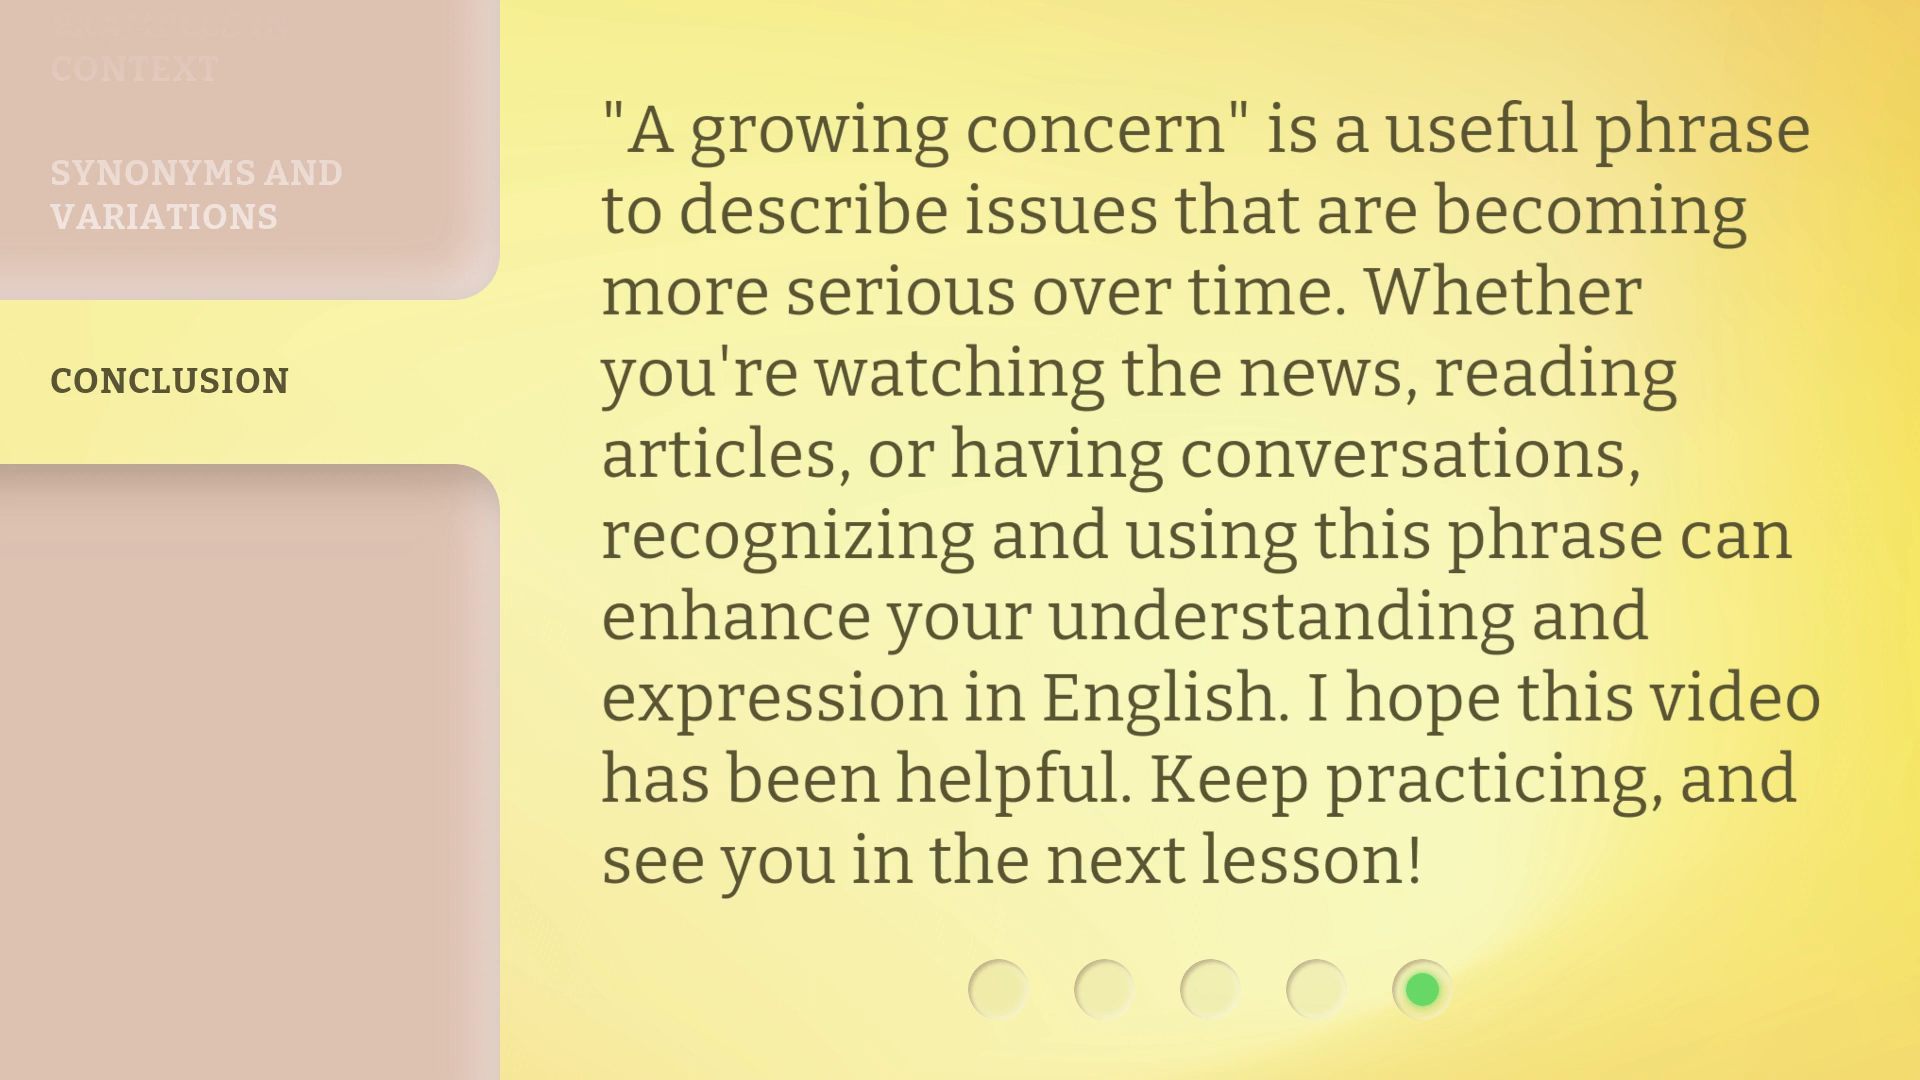 CONTEXT
SYNONYMS AND
VARIATIONS
CONCLUSION
"A growing concern" is a useful phrase
to describe issues that are becoming
more serious over time. Whether
you're watching the news, reading
articles, or having conversations,
recognizing and using this phrase can
enhance your understanding and
expression in English. I hope this video
has been helpful. Keep practicing, and
see you in the next lesson!